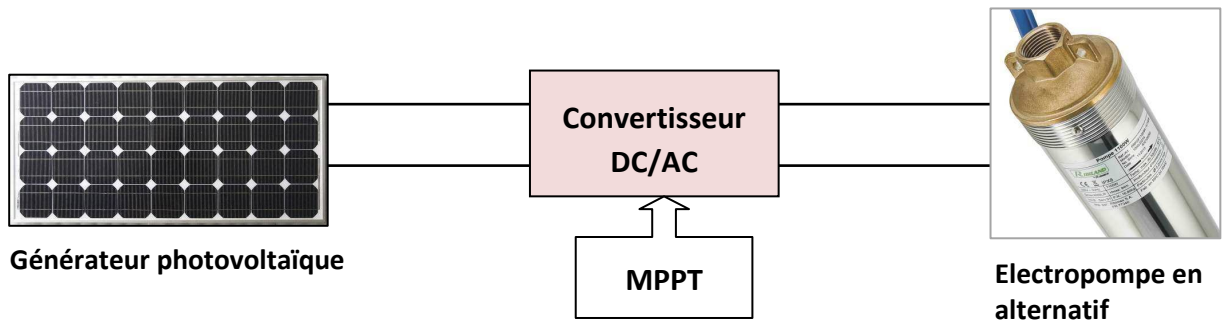 Convertisseur
DC/AC
Générateur photovoltaïque
MPPT
Electropompe en
alternatif